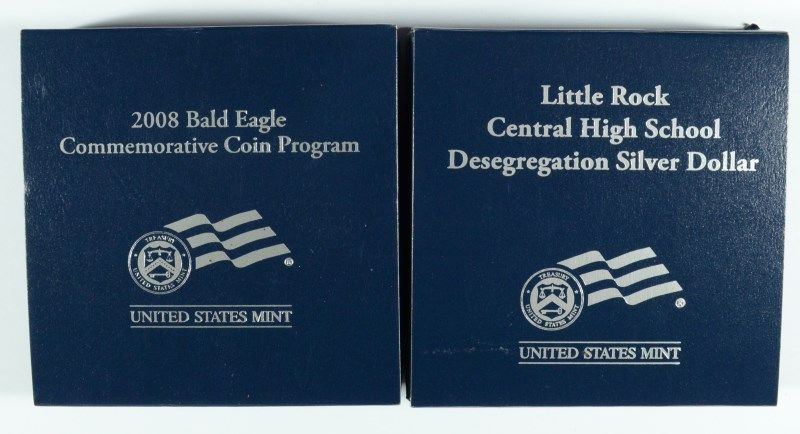 2008 Bald Eagle
Commemorative Coin Program
TREASURY
UNITED STATES MINT
®
UNITED STATES MINT
Little Rock
Central High School
Desegregation Silver Dollar
TREASURY
UNITED STATES MINT
®
UNITED STATES MINT